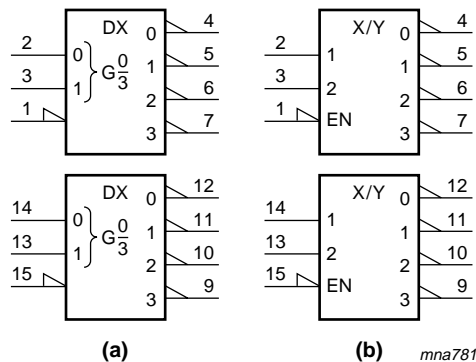 DX 0 4
2 0 1 5
3 1 G 0/3 2 6
1 3 7
X/Y 0 4
2 1 1 5
3 2 2 6
1 EN 3 7
DX 0 12
14 0 1 11
13 1 G 0/3 2 10
15 3 9
X/Y 0 12
14 1 1 11
13 2 2 10
15 EN 3 9
(a)
(b)
mna781